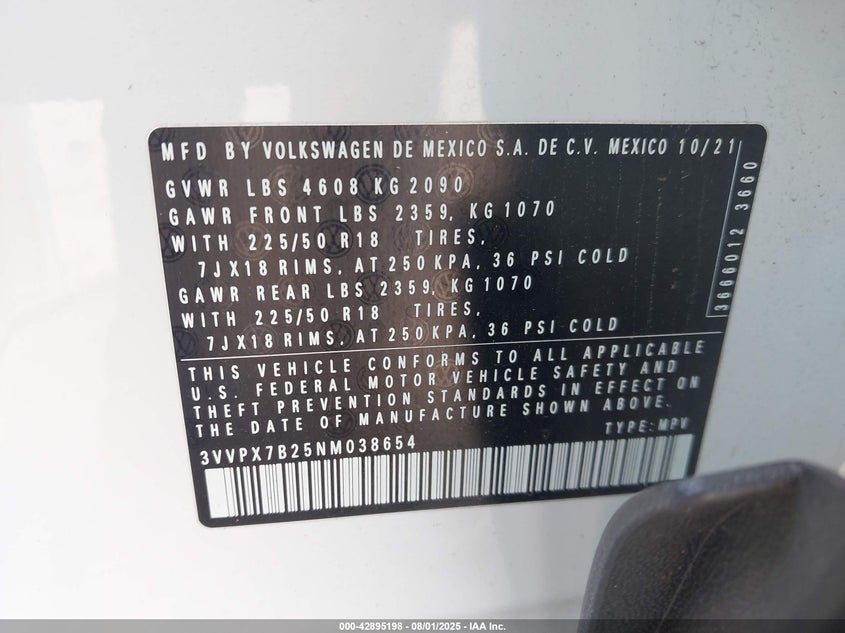 MFD BY VOLKSWAGEN DE MEXICO S.A. DE C.V. MEXICO 10/21
GVWR LBS 4608 KG 2090
GAWR FRONT LBS 2359, KG 1070
WITH 225/50 R18 TIRES,
7JX18 RIMS, AT 250 KPA, 36 PSI COLD
GAWR REAR LBS 2359, KG 1070
WITH 225/50 R18 TIRES,
7JX18 RIMS, AT 250 KPA, 36 PSI COLD
3666012 3660
THIS VEHICLE CONFORMS TO ALL APPLICABLE
U.S. FEDERAL MOTOR VEHICLE SAFETY AND
THEFT PREVENTION STANDARDS IN EFFECT ON
THE DATE OF MANUFACTURE SHOWN ABOVE.
TYPE: MPV
3VVPX7B25NM038654
000-42895198 - 08/01/2025 - IAA Inc.